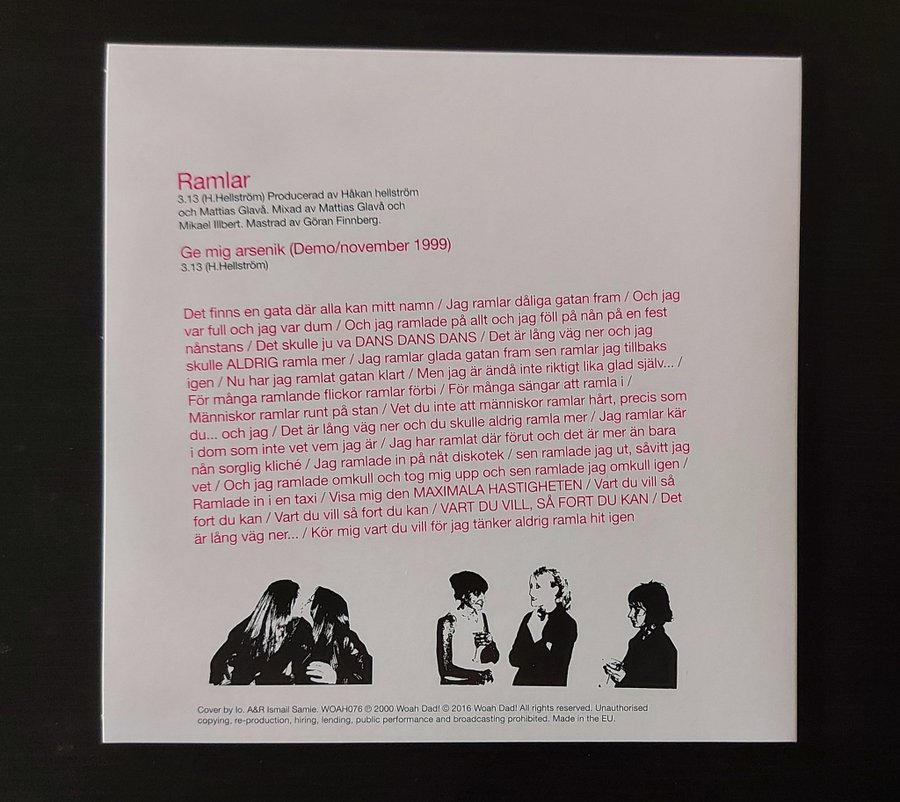 Ramlar
3.13 (H.Hellström) Producerad av Håkan hellström
och Mattias Glavå. Mixad av Mattias Glavå och
Mikael Illbert. Mastrad av Göran Finnberg.
Ge mig arsenik (Demo/november 1999)
3.13 (H.Hellström)
Det finns en gata där alla kan mitt namn / Jag ramlar dåliga gatan fram / Och jag
var full och jag var dum / Och jag ramlade på allt och jag föll på nån på en fest
nånstans / Det skulle ju va DANS DANS DANS / Det är lång väg ner och jag
skulle ALDRIG ramla mer / Jag ramlar glada gatan fram sen ramlar jag tillbaks
igen / Nu har jag ramlat gatan klart / Men jag är ändå inte riktigt lika glad själv... /
För många ramlande flickor ramlar förbi / För många sängar att ramla i /
Människor ramlar runt på stan / Vet du inte att människor ramlar hårt, precis som
du... och jag / Det är lång väg ner och du skulle aldrig ramla mer / Jag ramlar kär
i dom som inte vet vem jag är / Jag har ramlat där förut och det är mer än bara
nån sorglig kliché / Jag ramlade in på nåt diskotek / sen ramlade jag ut, såvitt jag
vet / Och jag ramlade omkull och tog mig upp och sen ramlade jag omkull igen /
Ramlade in i en taxi / Visa mig den MAXIMALA HASTIGHETEN / Vart du vill så
fort du kan / Vart du vill så fort du kan / VART DU VILL, SÅ FORT DU KAN / Det
är lång väg ner... / Kör mig vart du vill för jag tänker aldrig ramla hit igen
Cover by Io. A&R Ismail Samie. WOAH076 ℗ 2000 Woah Dad! © 2016 Woah Dad! All rights reserved. Unauthorised
copying, re-production, hiring, lending, public performance and broadcasting prohibited. Made in the EU.